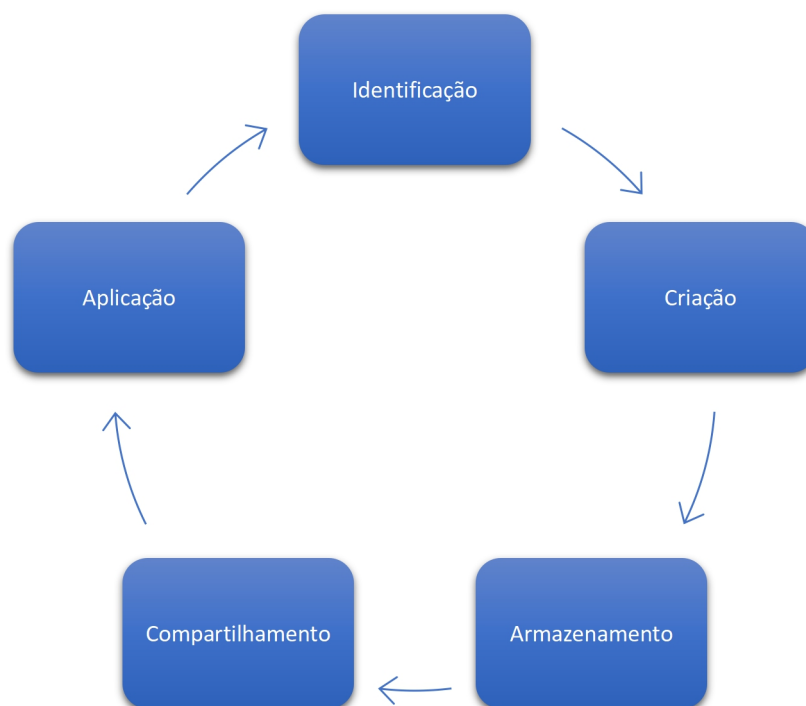 Identificação
Criação
Armazenamento
Compartilhamento
Aplicação